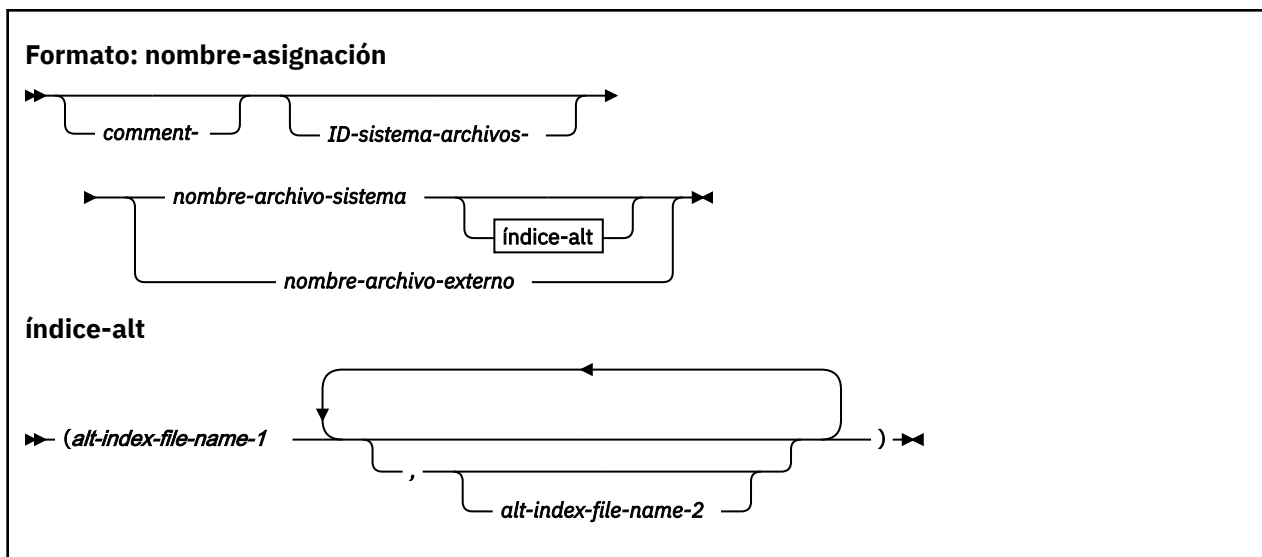 Formato: nombre-asignación
comment-
ID-sistema-archivos-
nombre-archivo-sistema
índice-alt
nombre-archivo-externo
índice-alt
(alt-index-file-name-1 )
,
alt-index-file-name-2